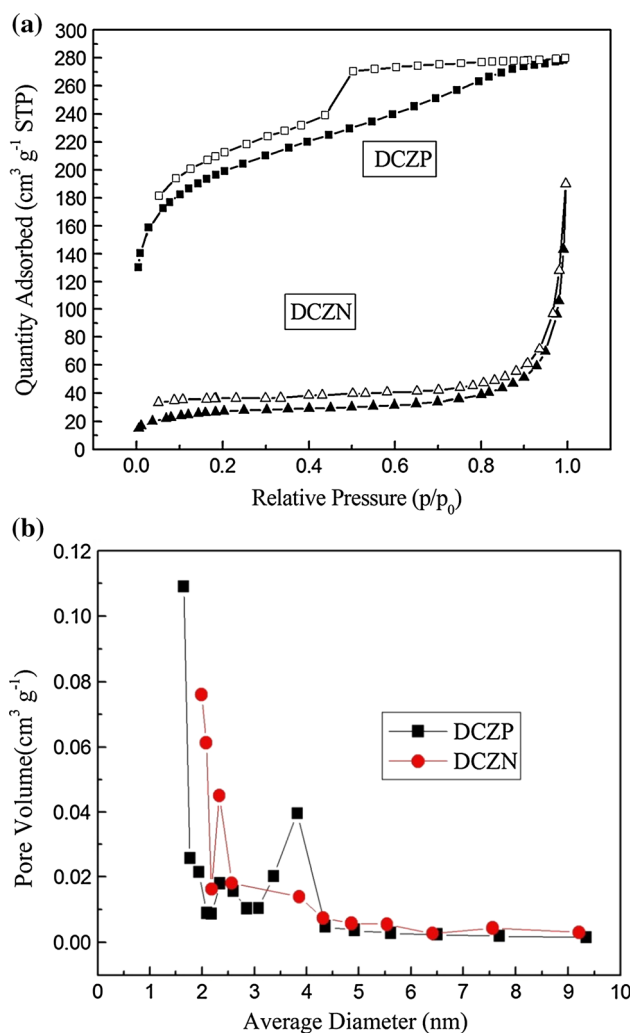 (a)
Quantity Adsorbed (cm³ g⁻¹ STP)
300
280
260
240
220
200
180
160
140
120
100
80
60
40
20
0
DCZP
DCZN
0.0 0.2 0.4 0.6 0.8 1.0
Relative Pressure (p/p₀)
(b)
Pore Volume(cm³ g⁻¹)
0.12
0.10
0.08
0.06
0.04
0.02
0.00
DCZP
DCZN
0 1 2 3 4 5 6 7 8 9 10
Average Diameter (nm)